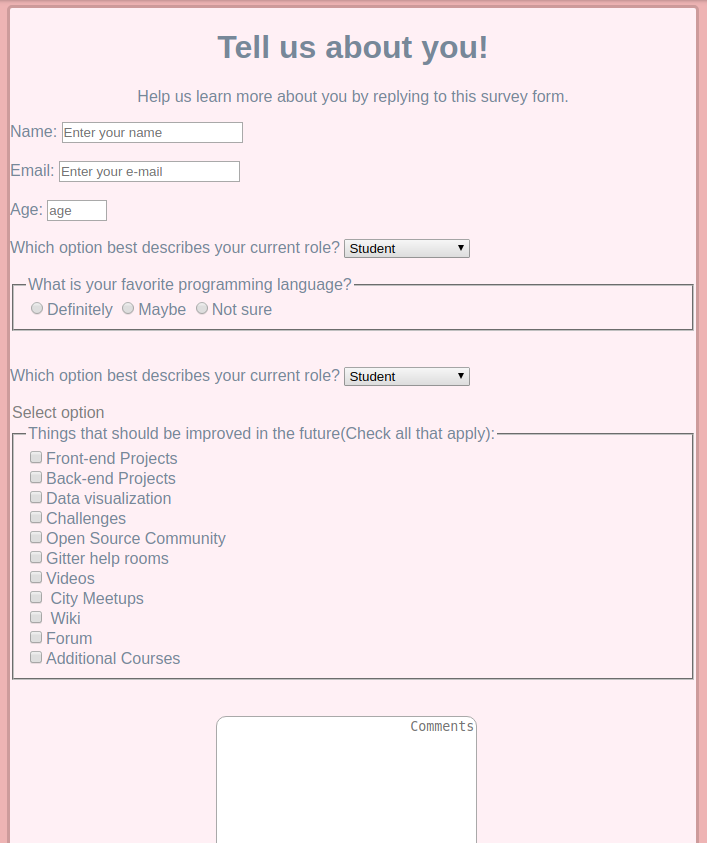 Tell us about you!
Help us learn more about you by replying to this survey form.
Name: Enter your name
Email: Enter your e-mail
Age: age
Which option best describes your current role? Student
What is your favorite programming language?
Definitely Maybe Not sure
Which option best describes your current role? Student
Select option
Things that should be improved in the future(Check all that apply):
Front-end Projects
Back-end Projects
Data visualization
Challenges
Open Source Community
Gitter help rooms
Videos
City Meetups
Wiki
Forum
Additional Courses
Comments